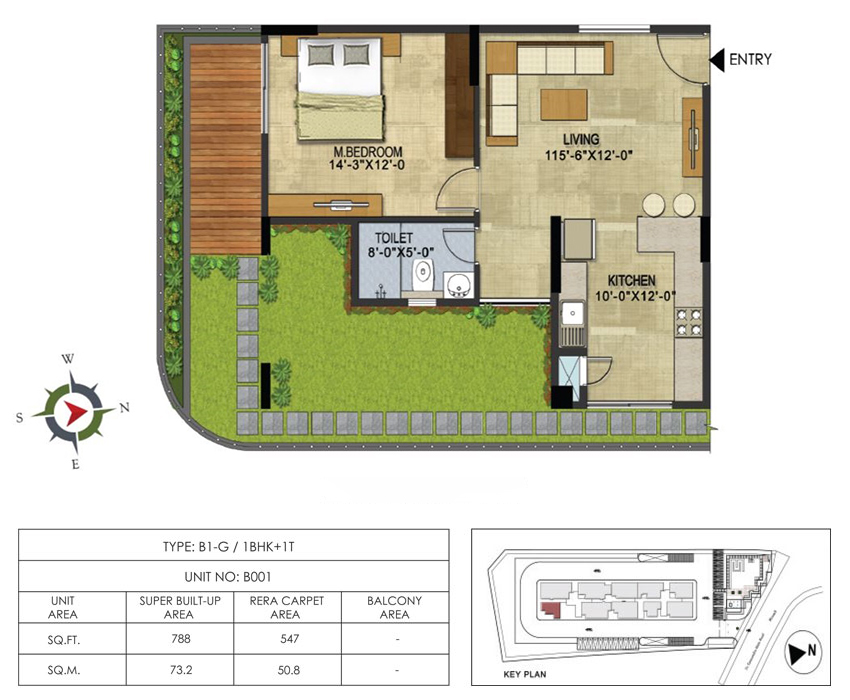 ENTRY
M.BEDROOM
14'-3"X12'-0
LIVING
115'-6"X12'-0"
TOILET
8'-0"X5'-0"
KITCHEN
10'-0"X12'-0"
W
S
N
E
TYPE: B1-G / 1BHK+1T
UNIT NO: B001
UNIT AREA
SUPER BUILT-UP AREA
RERA CARPET AREA
BALCONY AREA
SQ.FT.
788
547
-
SQ.M.
73.2
50.8
-
N
KEY PLAN